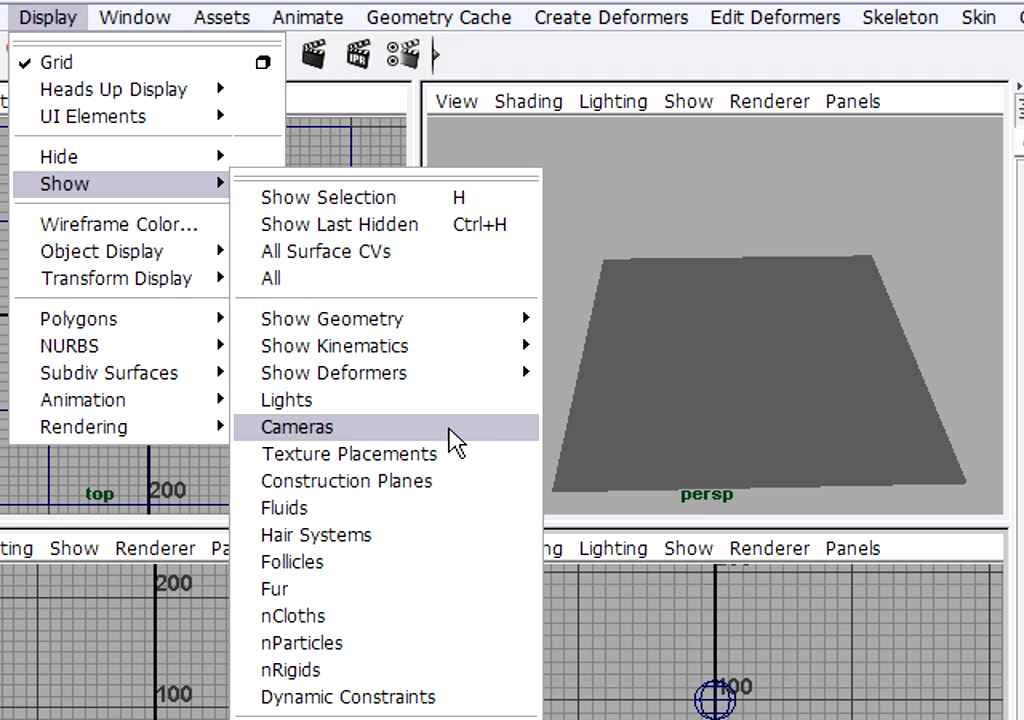 Display Window Assets Animate Geometry Cache Create Deformers Edit Deformers Skeleton Skin
IPR
Grid
Heads Up Display
UI Elements
Hide
Show
Wireframe Color...
Object Display
Transform Display
Polygons
NURBS
Subdiv Surfaces
Animation
Rendering
Show Selection H
Show Last Hidden Ctrl+H
All Surface CVs
All
Show Geometry
Show Kinematics
Show Deformers
Lights
Cameras
Texture Placements
Construction Planes
Fluids
Hair Systems
Follicles
Fur
nCloths
nParticles
nRigids
Dynamic Constraints
View Shading Lighting Show Renderer Panels
persp
top 200
ting Show Renderer Pa
200
100
ng Lighting Show Renderer Panels
100